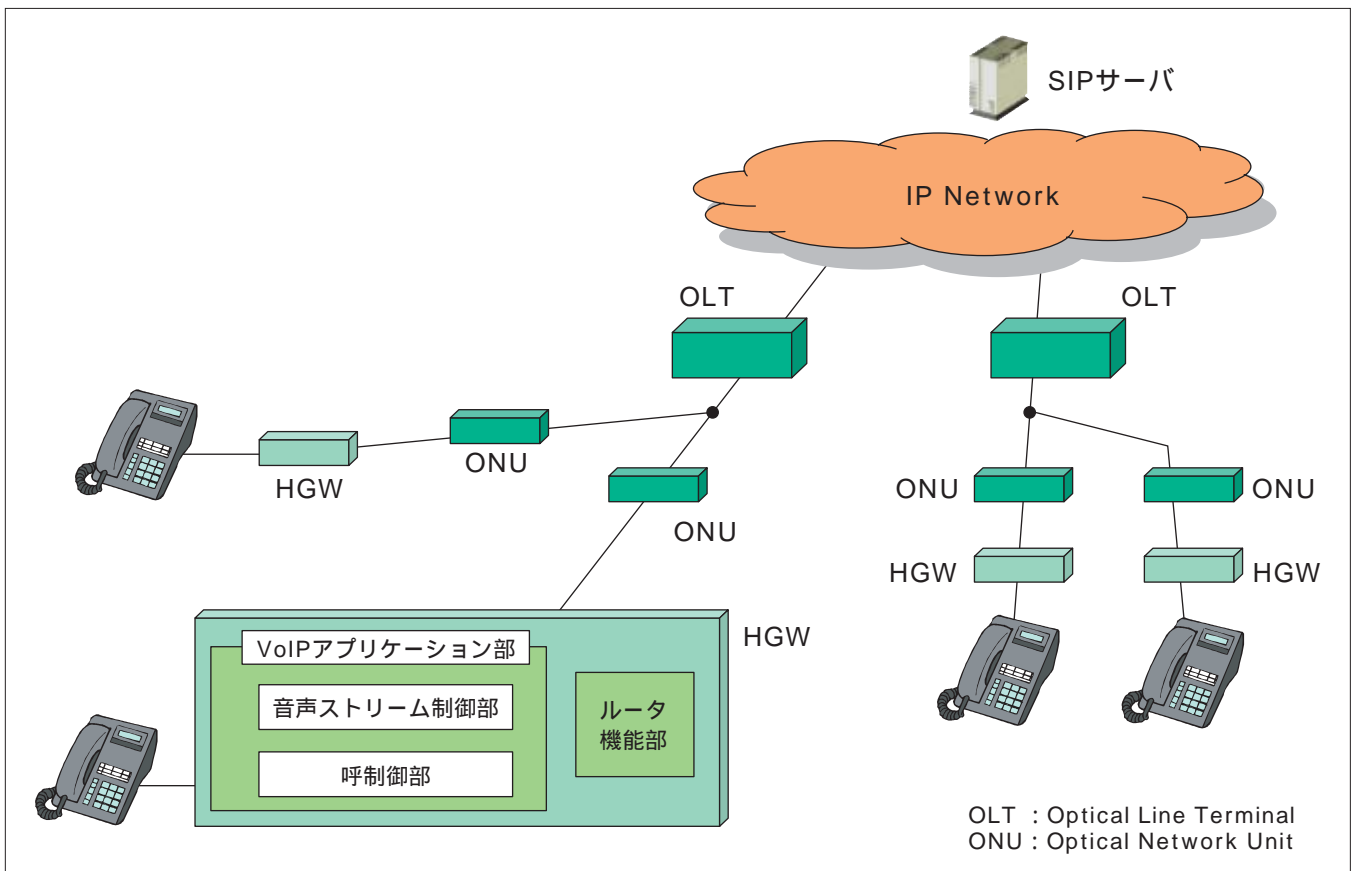 SIPサーバ
IP Network
OLT
OLT
HGW
ONU
ONU
ONU
ONU
HGW
HGW
HGW
VoIPアプリケーション部
音声ストリーム制御部
呼制御部
ルータ
機能部
OLT : Optical Line Terminal
ONU : Optical Network Unit